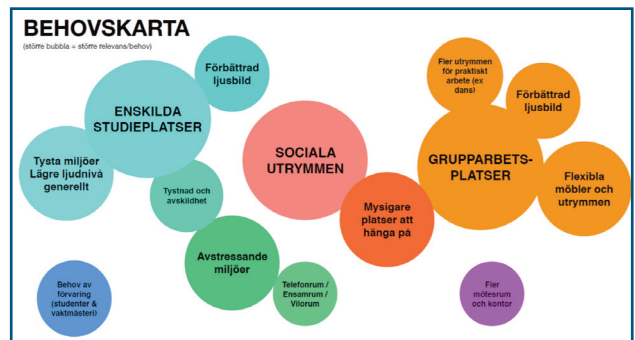 BEHOVSKARTA
(större bubbla = större relevans/behov)
Förbättrad
ljusbild
ENSKILDA
STUDIEPLATSER
Tysta miljöer
Lägre ljudnivå
generellt
Tystnad och
avskildhet
Avstressande
miljöer
Behov av
förvaring
(studenter &
vaktmästeri)
Telefonrum /
Ensamrum /
Vilorum
SOCIALA
UTRYMMEN
Mysigare
platser att
hänga på
Fler utrymmen
för praktiskt
arbete (ex
dans)
Förbättrad
ljusbild
GRUPPARBETS-
PLATSER
Flexibla
möbler och
utrymmen
Fler
mötesrum
och kontor